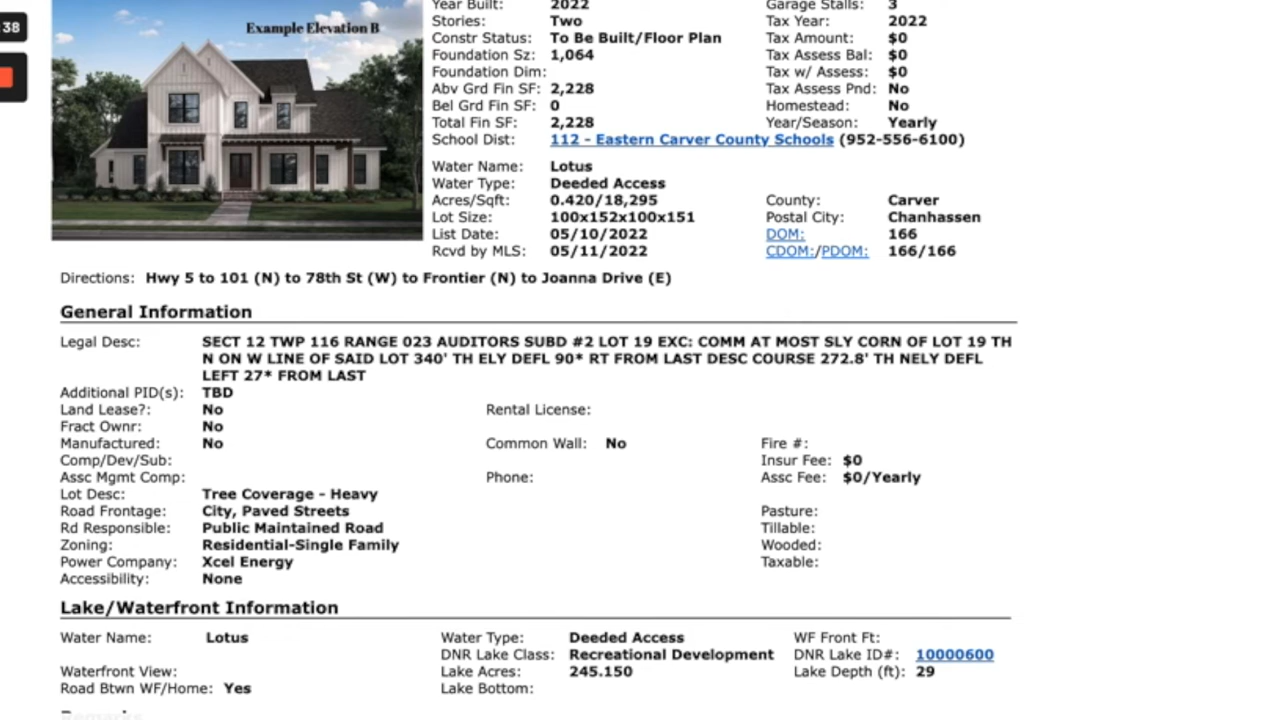 :38
Example Elevation B
Year Built: 2022 Garage Stalls: 3
Stories: Two Tax Year: 2022
Constr Status: To Be Built/Floor Plan Tax Amount: $0
Foundation Sz: 1,064 Tax Assess Bal: $0
Foundation Dim: Tax w/ Assess: $0
Abv Grd Fin SF: 2,228 Tax Assess Pnd: No
Bel Grd Fin SF: 0 Homestead: No
Total Fin SF: 2,228 Year/Season: Yearly
School Dist: 112 - Eastern Carver County Schools (952-556-6100)
Water Name: Lotus
Water Type: Deeded Access
Acres/Sqft: 0.420/18,295 County: Carver
Lot Size: 100x152x100x151 Postal City: Chanhassen
List Date: 05/10/2022 DOM: 166
Rcvd by MLS: 05/11/2022 CDOM:/PDOM: 166/166
Directions: Hwy 5 to 101 (N) to 78th St (W) to Frontier (N) to Joanna Drive (E)
General Information
Legal Desc: SECT 12 TWP 116 RANGE 023 AUDITORS SUBD #2 LOT 19 EXC: COMM AT MOST SLY CORN OF LOT 19 TH
N ON W LINE OF SAID LOT 340' TH ELY DEFL 90* RT FROM LAST DESC COURSE 272.8' TH NELY DEFL
LEFT 27* FROM LAST
Additional PID(s): TBD
Land Lease?: No Rental License:
Fract Ownr: No
Manufactured: No Common Wall: No Fire #:
Comp/Dev/Sub: Insur Fee: $0
Assc Mgmt Comp: Phone: Assc Fee: $0/Yearly
Lot Desc: Tree Coverage - Heavy
Road Frontage: City, Paved Streets Pasture:
Rd Responsible: Public Maintained Road Tillable:
Zoning: Residential-Single Family Wooded:
Power Company: Xcel Energy Taxable:
Accessibility: None
Lake/Waterfront Information
Water Name: Lotus Water Type: Deeded Access WF Front Ft:
DNR Lake Class: Recreational Development DNR Lake ID#: 10000600
Waterfront View: Lake Acres: 245.150 Lake Depth (ft): 29
Road Btwn WF/Home: Yes Lake Bottom: